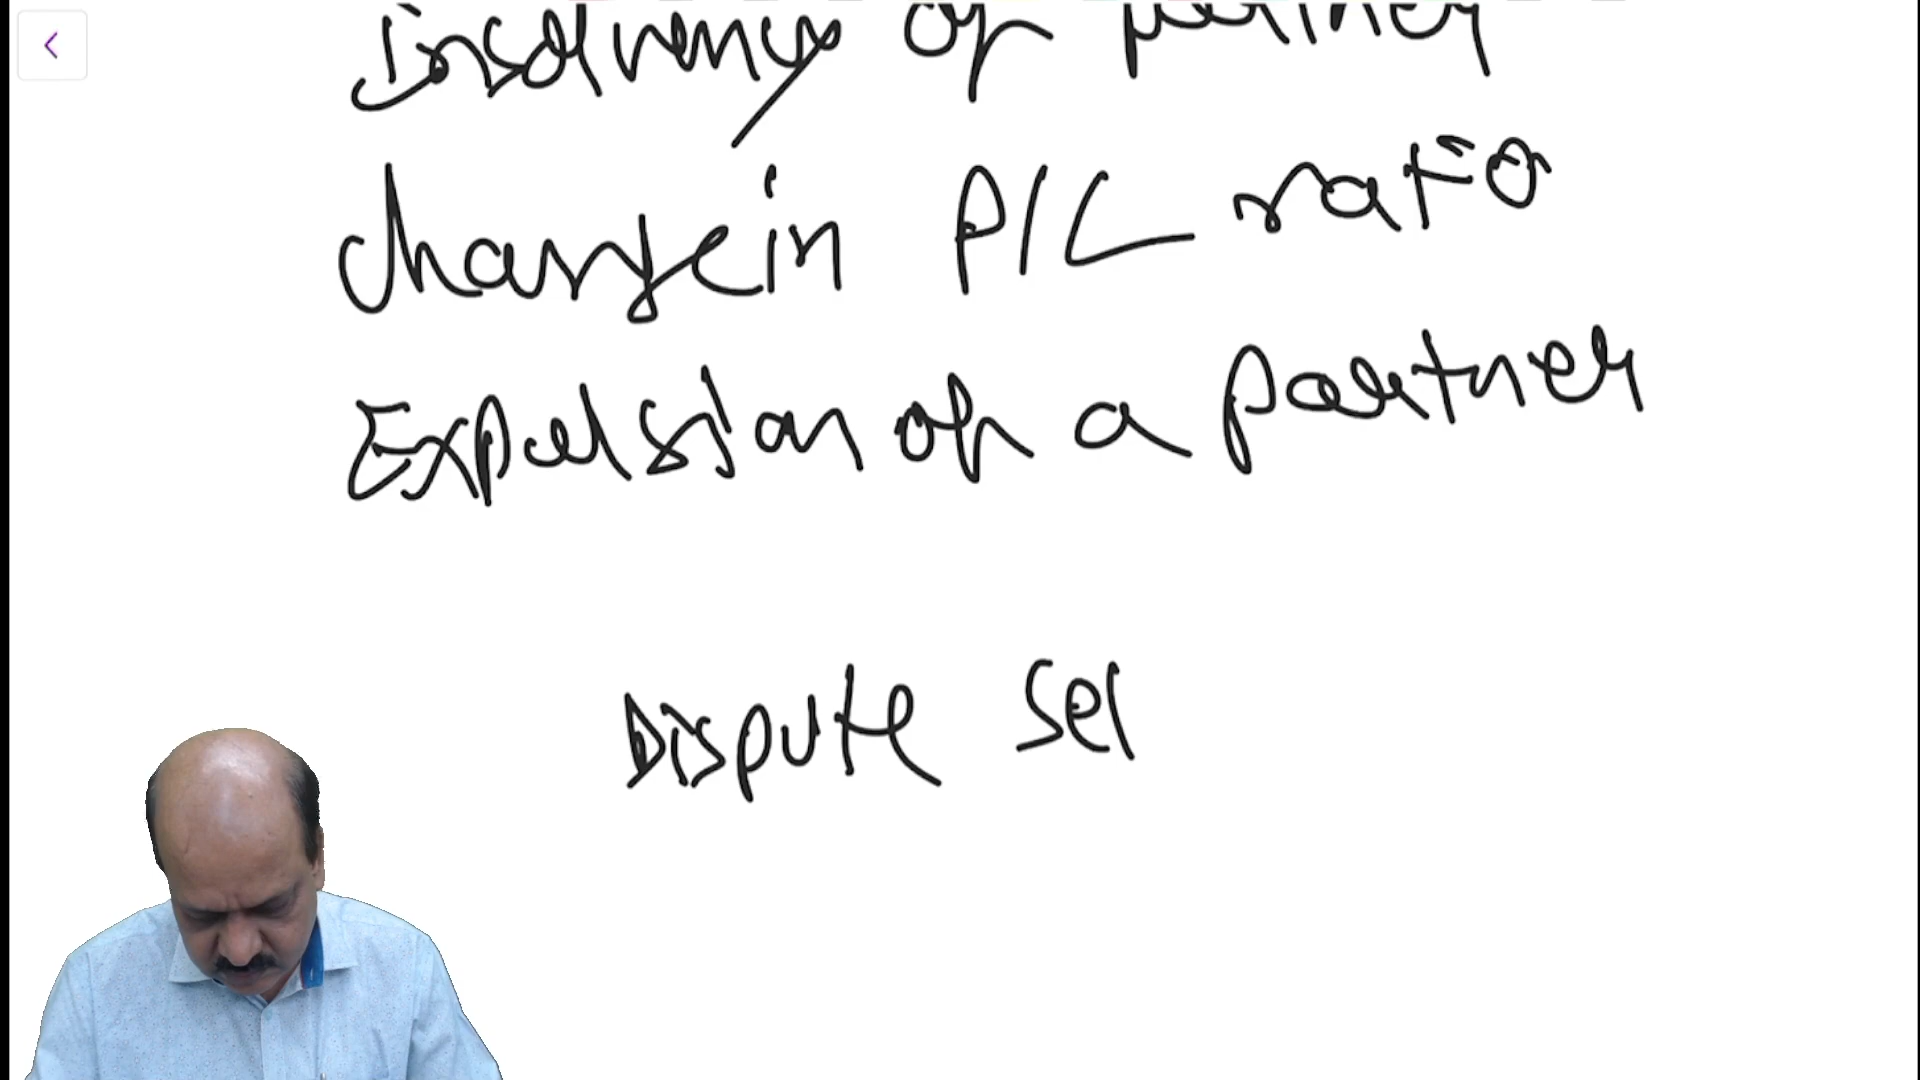 Insolvency of partner
change in P/L ratio
Expulsion of a partner
Dispute Set